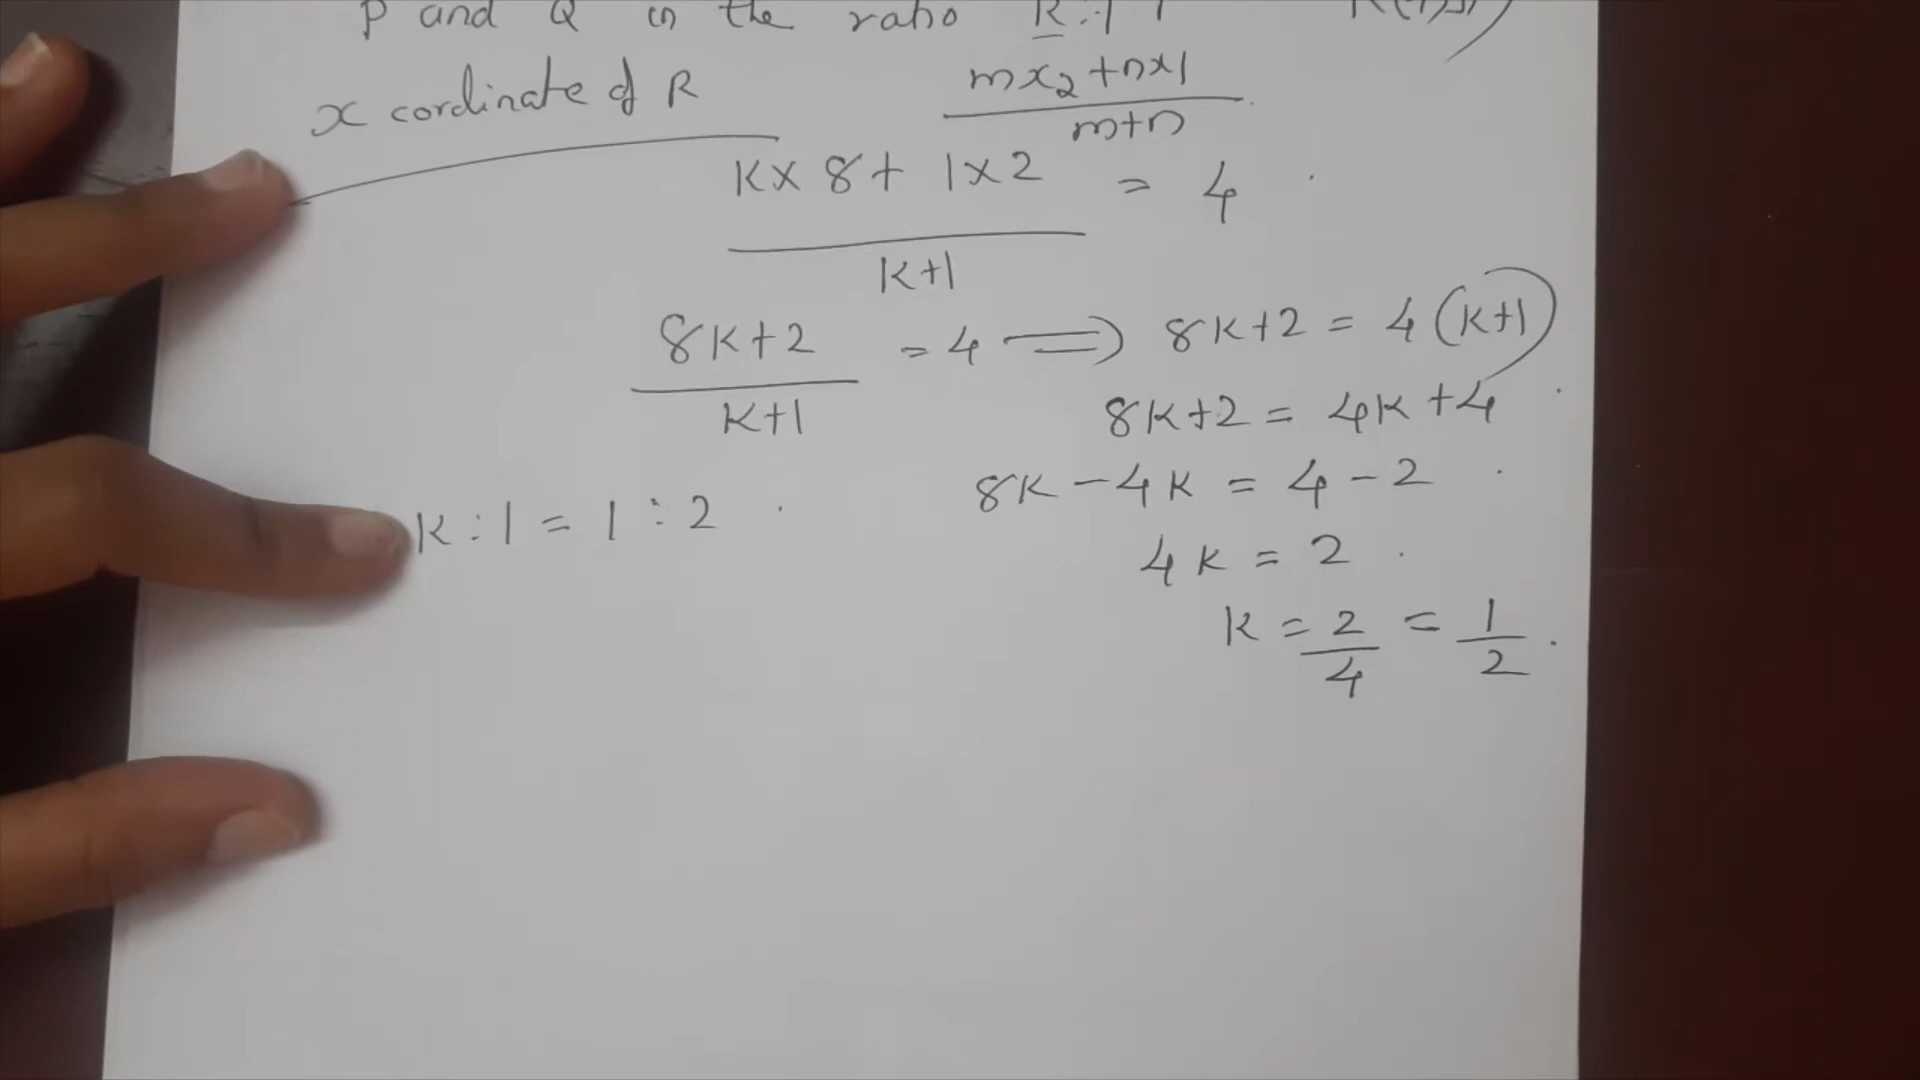 P and Q in the ratio K:1
x cordinate of R
mx2+nx1
m+n
K×8+1×2 = 4
K+1
8K+2 = 4 ⟹ 8K+2 = 4(K+1)
K+1
8K+2 = 4K+4
8K-4K = 4-2
K:1 = 1:2
4K = 2
K = 2/4 = 1/2